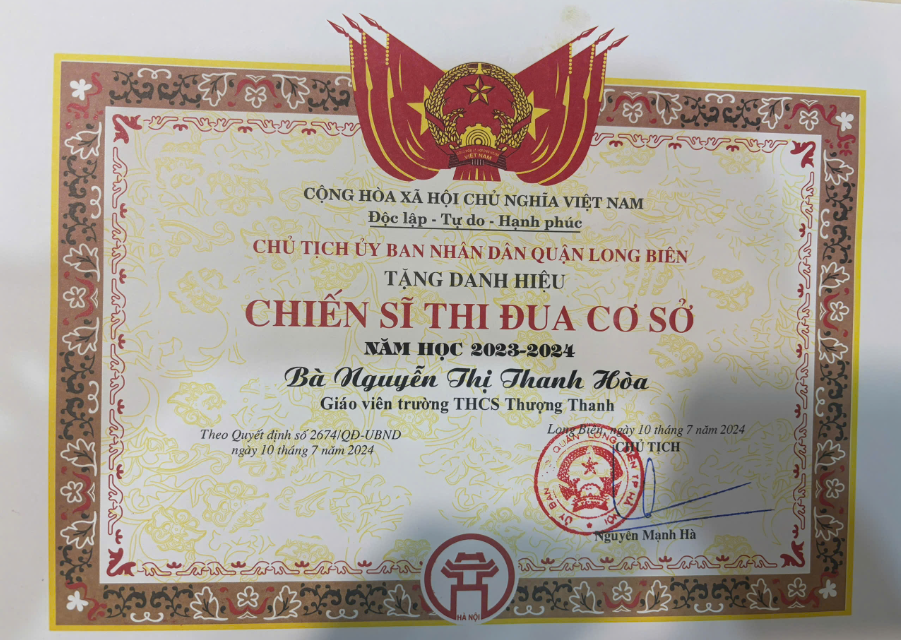 VIỆT NAM
CỘNG HÒA XÃ HỘI CHỦ NGHĨA VIỆT NAM
Độc lập - Tự do - Hạnh phúc
CHỦ TỊCH ỦY BAN NHÂN DÂN QUẬN LONG BIÊN
TẶNG DANH HIỆU
CHIẾN SĨ THI ĐUA CƠ SỞ
NĂM HỌC 2023-2024
Bà Nguyễn Thị Thanh Hòa
Giáo viên trường THCS Thượng Thanh
Theo Quyết định số 2674/QĐ-UBND
ngày 10 tháng 7 năm 2024
Long Biên, ngày 10 tháng 7 năm 2024
CHỦ TỊCH
Nguyễn Mạnh Hà
HÀ NỘI